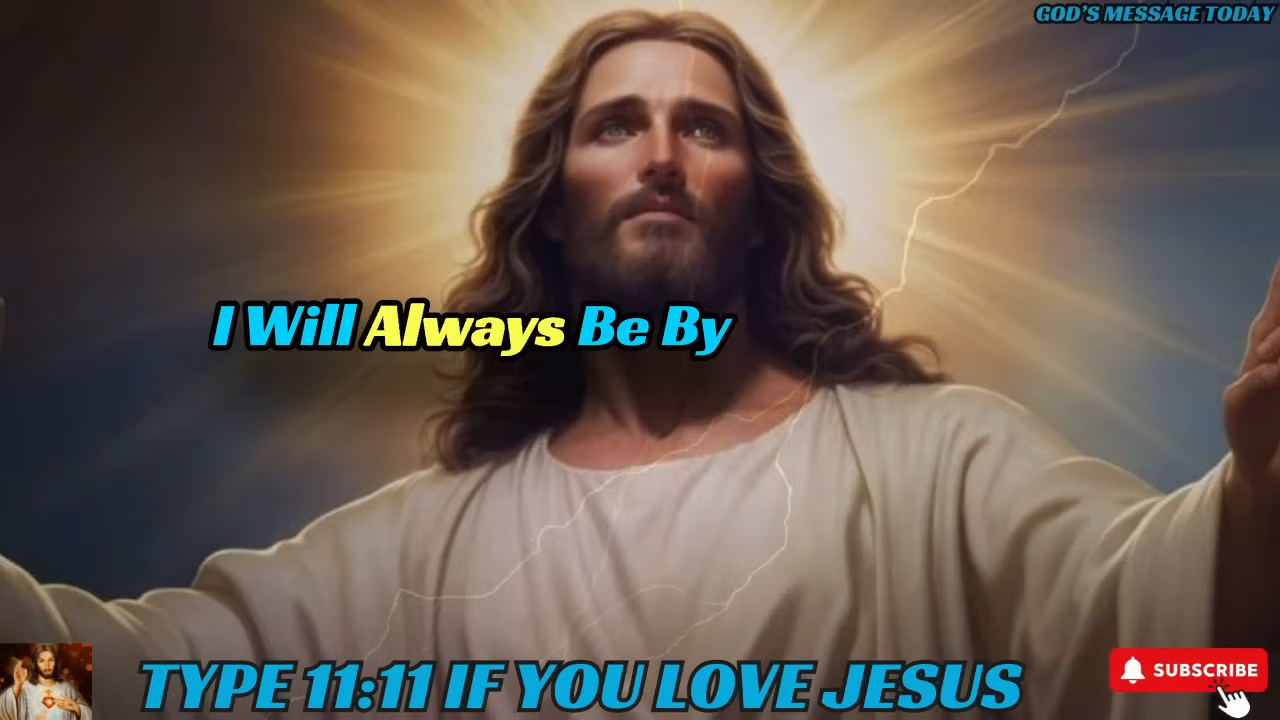 GOD'S MESSAGE TODAY
I Will Always Be By
TYPE 11:11 IF YOU LOVE JESUS
SUBSCRIBE